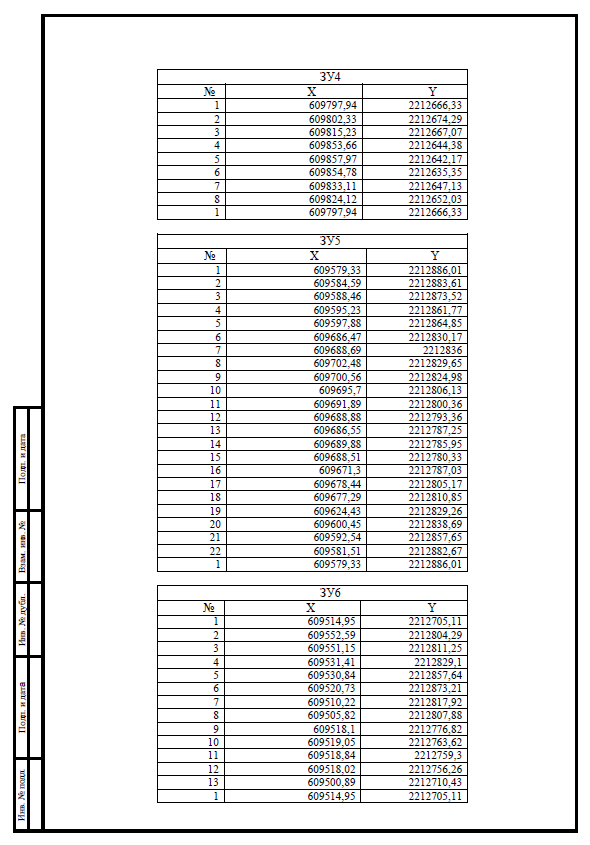 ЗУ4
№ X Y
1 609797,94 2212666,33
2 609802,33 2212674,29
3 609815,23 2212667,07
4 609853,66 2212644,38
5 609857,97 2212642,17
6 609854,78 2212635,35
7 609833,11 2212647,13
8 609824,12 2212652,03
1 609797,94 2212666,33
ЗУ5
№ X Y
1 609579,33 2212886,01
2 609584,59 2212883,61
3 609588,46 2212873,52
4 609595,23 2212861,77
5 609597,88 2212864,85
6 609686,47 2212830,17
7 609688,69 2212836
8 609702,48 2212829,65
9 609700,56 2212824,98
10 609695,7 2212806,13
11 609691,89 2212800,36
12 609688,88 2212793,36
13 609686,55 2212787,25
14 609689,88 2212785,95
15 609688,51 2212780,33
16 609671,3 2212787,03
17 609678,44 2212805,17
18 609677,29 2212810,85
19 609624,43 2212829,26
20 609600,45 2212838,69
21 609592,54 2212857,65
22 609581,51 2212882,67
1 609579,33 2212886,01
ЗУ6
№ X Y
1 609514,95 2212705,11
2 609552,59 2212804,29
3 609551,15 2212811,25
4 609531,41 2212829,1
5 609530,84 2212857,64
6 609520,73 2212873,21
7 609510,22 2212817,92
8 609505,82 2212807,88
9 609518,1 2212776,82
10 609519,05 2212763,62
11 609518,84 2212759,3
12 609518,02 2212756,26
13 609500,89 2212710,43
1 609514,95 2212705,11
Подп. и дата
Взам. инв. №
Инв. № дубл.
Подп. и дата
Инв. № подл